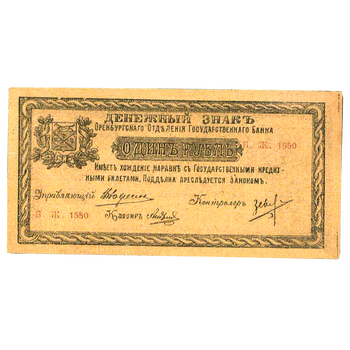 ДЕНЕЖНЫЙ ЗНАКЪ
ОРЕНБУРГСКАГО ОТДѢЛЕНІЯ ГОСУДАРСТВЕННАГО БАНКА
ОДИНЪ РУБЛЬ
Б. Ж. 1550
ИМѢЕТЪ ХОЖДЕНІЕ НАРАВНѢ СЪ ГОСУДАРСТВЕННЫМИ КРЕДИТ-
НЫМИ БИЛЕТАМИ. ПОДДѢЛКА ПРЕСЛѢДУЕТСЯ ЗАКОНОМЪ.
Управляющій
Контролеръ
Б. Ж. 1550
Кассиръ